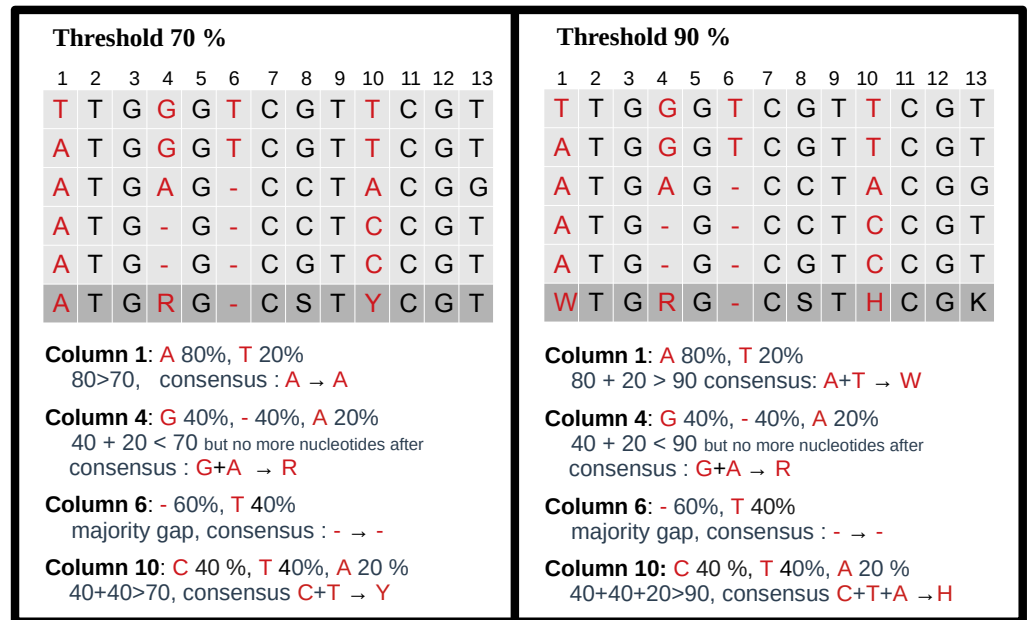 Threshold 70 %
1 2 3 4 5 6 7 8 9 10 11 12 13
T T G G G T C G T T C G T
A T G G G T C G T T C G T
A T G A G - C C T A C G G
A T G - G - C C T C C G T
A T G - G - C G T C C G T
A T G R G - C S T Y C G T
Column 1: A 80%, T 20%
80>70, consensus : A → A
Column 4: G 40%, - 40%, A 20%
40 + 20 < 70 but no more nucleotides after
consensus : G+A → R
Column 6: - 60%, T 40%
majority gap, consensus : - → -
Column 10: C 40 %, T 40%, A 20 %
40+40>70, consensus C+T → Y
Threshold 90 %
1 2 3 4 5 6 7 8 9 10 11 12 13
T T G G G T C G T T C G T
A T G G G T C G T T C G T
A T G A G - C C T A C G G
A T G - G - C C T C C G T
A T G - G - C G T C C G T
W T G R G - C S T H C G K
Column 1: A 80%, T 20%
80 + 20 > 90 consensus: A+T → W
Column 4: G 40%, - 40%, A 20%
40 + 20 < 90 but no more nucleotides after
consensus : G+A → R
Column 6: - 60%, T 40%
majority gap, consensus : - → -
Column 10: C 40 %, T 40%, A 20 %
40+40+20>90, consensus C+T+A →H